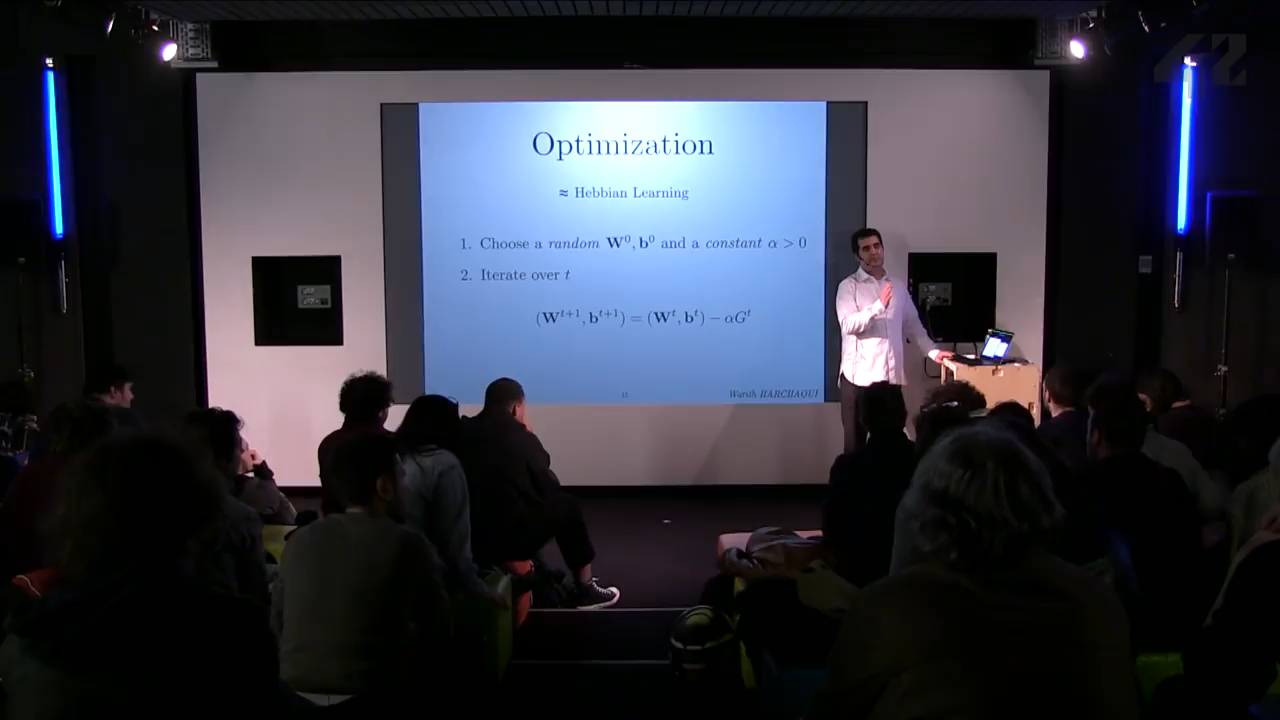 42
Optimization
≈ Hebbian Learning
1. Choose a random W⁰, b⁰ and a constant α > 0
2. Iterate over t
(Wᵗ⁺¹, bᵗ⁺¹) = (Wᵗ, bᵗ) − αGᵗ
Warith HARCHAOUI